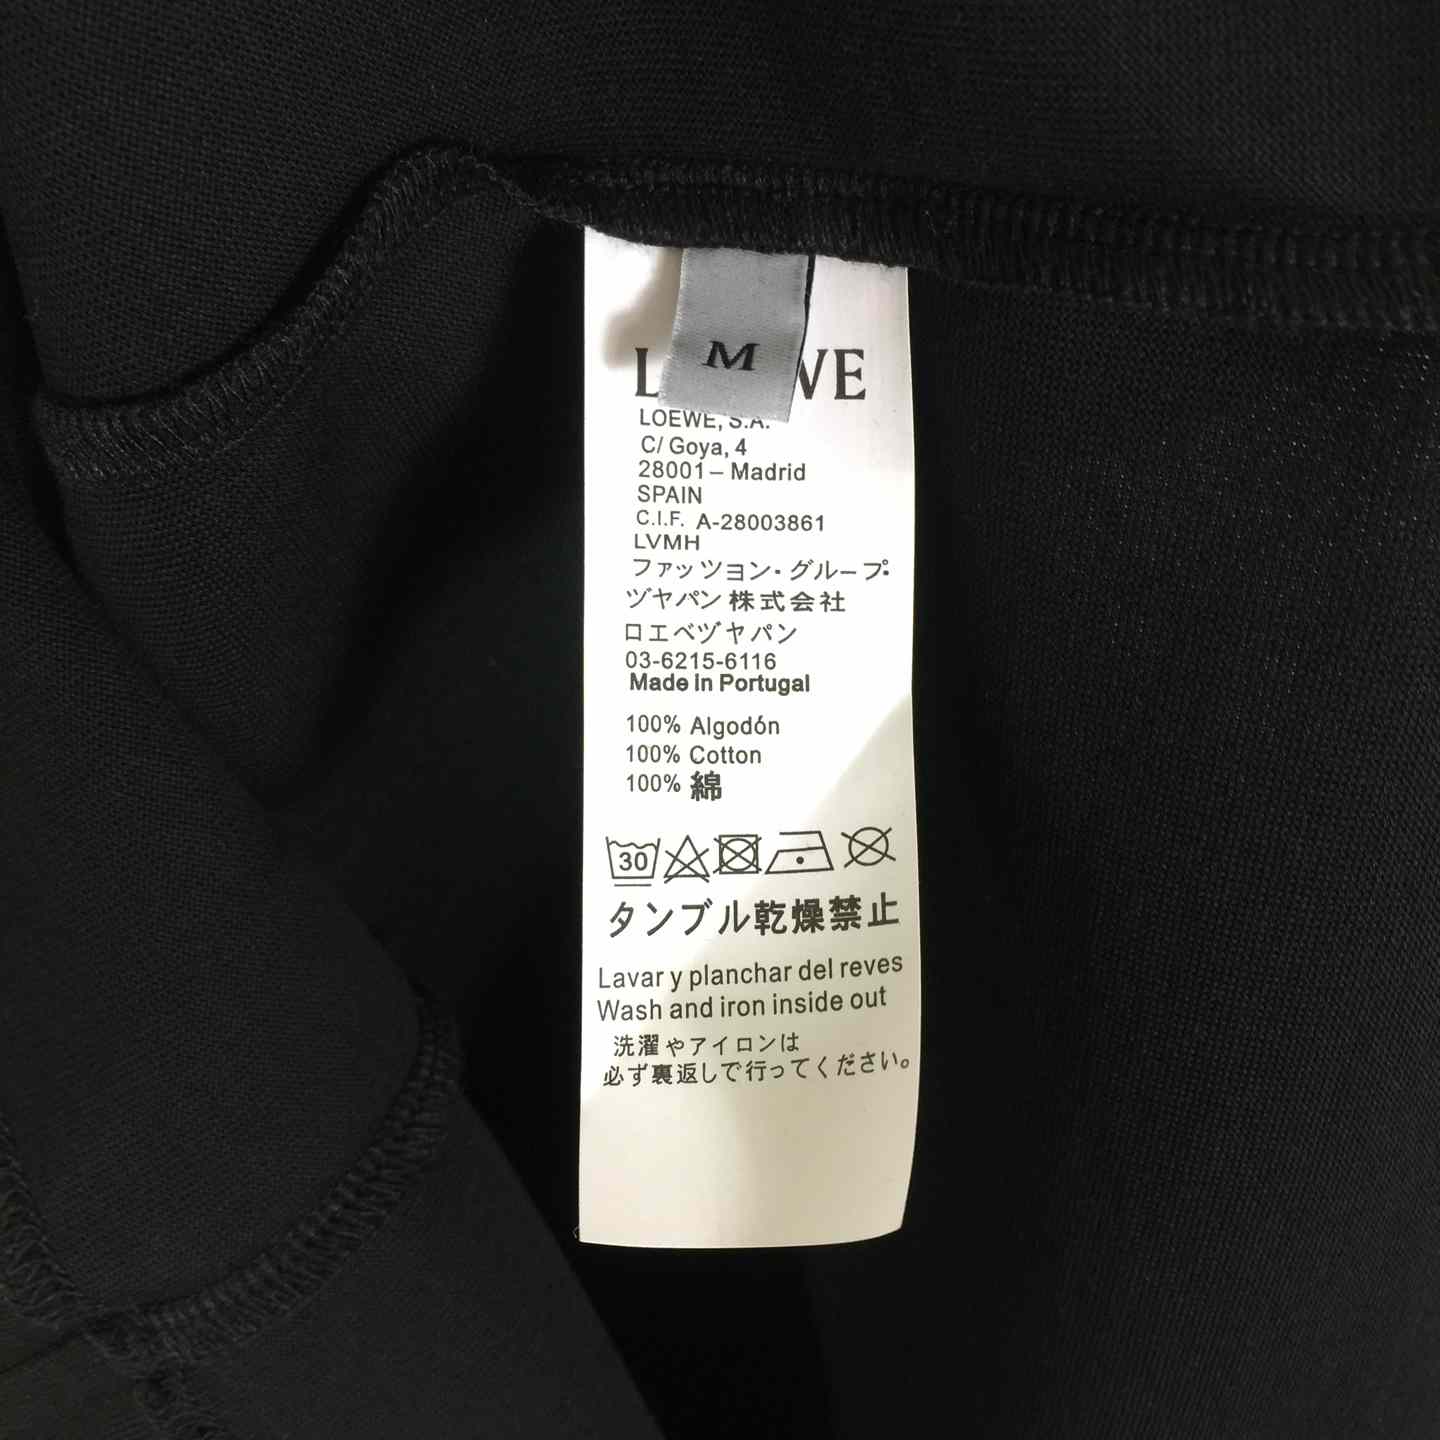 M
LOEWE, S.A.
C/ Goya, 4
28001 – Madrid
SPAIN
C.I.F. A-28003861
LVMH
ファッツョン・グループ・
ヅャパン 株式会社
ロエベヅャパン
03-6215-6116
Made in Portugal
100% Algodón
100% Cotton
100% 綿
30
タンブル乾燥禁止
Lavar y planchar del reves
Wash and iron inside out
洗濯やアイロンは
必ず裏返しで行ってください。